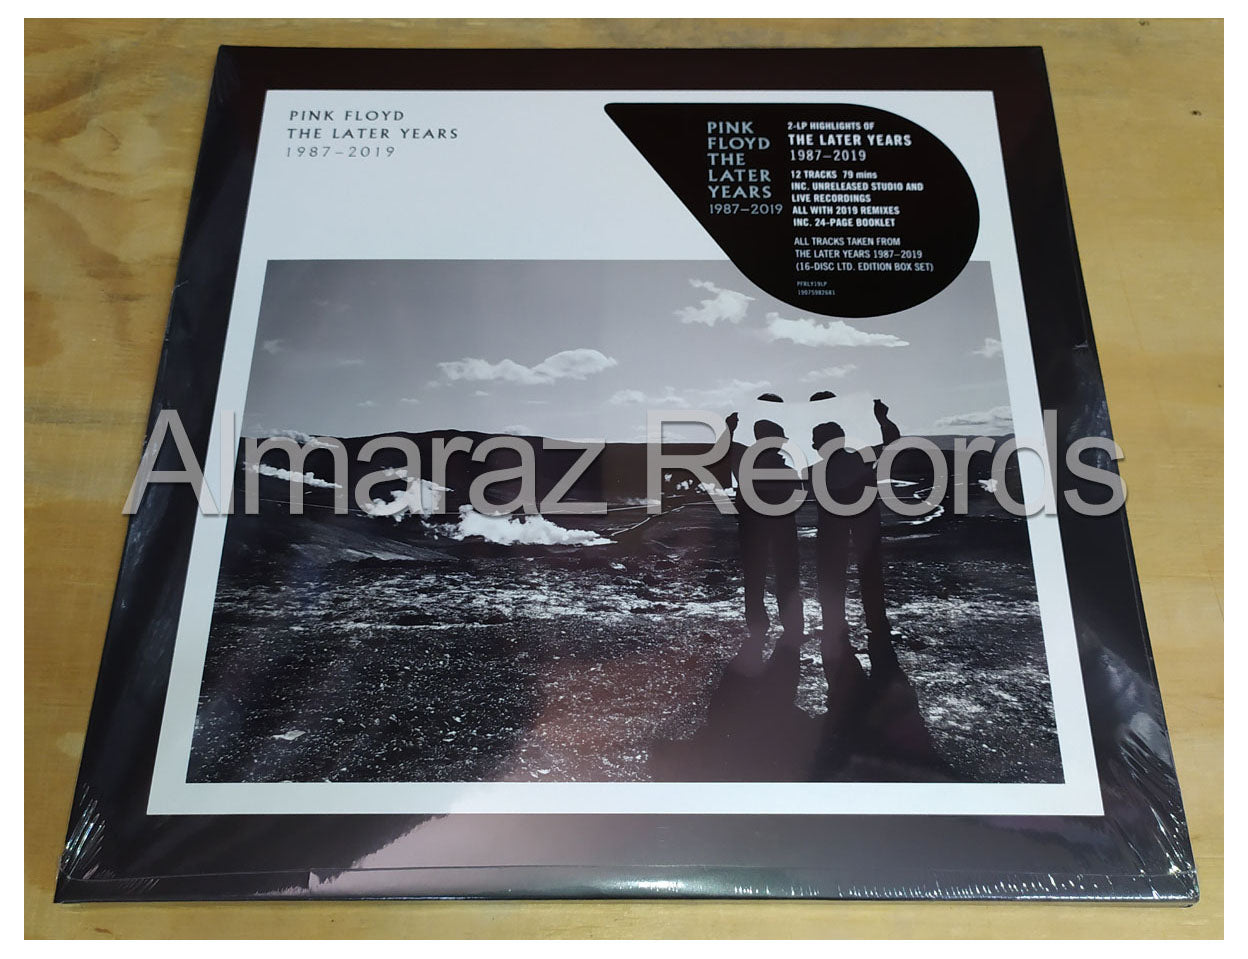 PINK FLOYD
THE LATER YEARS
1987–2019
PINK
FLOYD
THE
LATER
YEARS
1987–2019
2-LP HIGHLIGHTS OF
THE LATER YEARS
1987–2019
12 TRACKS 79 mins
INC. UNRELEASED STUDIO AND
LIVE RECORDINGS
ALL WITH 2019 REMIXES
INC. 24-PAGE BOOKLET
ALL TRACKS TAKEN FROM
THE LATER YEARS 1987–2019
(16-DISC LTD. EDITION BOX SET)
PFRLY19LP
19075982681
Almaraz Records